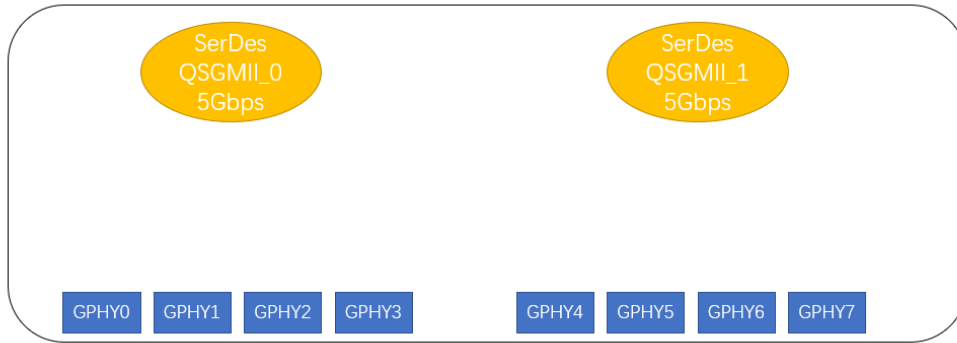 SerDes
QSGMII_0
5Gbps
SerDes
QSGMII_1
5Gbps
GPHY0 GPHY1 GPHY2 GPHY3 GPHY4 GPHY5 GPHY6 GPHY7